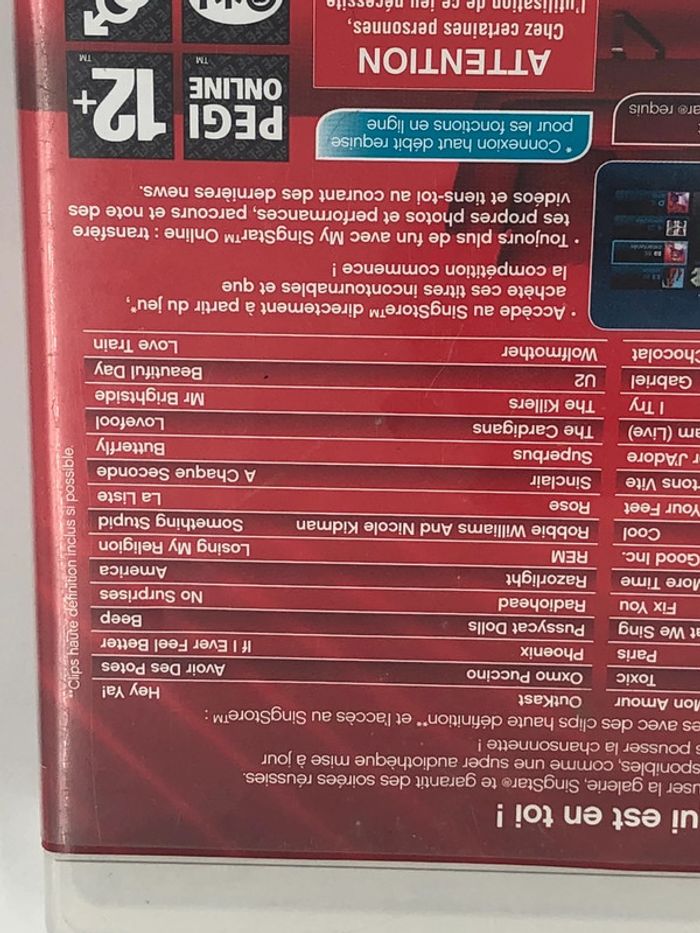 ui est en toi !
user la galerie, SingStar® te garantit des soirées réussies.
sponibles, comme une super audiothèque mise à jour
s pousser la chansonnette !
es avec des clips haute définition** et l'accès au SingStore™ :
Mon Amour OutKast Hey Ya!
Toxic Oxmo Puccino Avoir Des Potes
Paris Phoenix If I Ever Feel Better
at We Sing Pussycat Dolls Beep
Fix You Radiohead No Surprises
More Time Razorlight America
Good Inc. REM Losing My Religion
Cool Robbie Williams And Nicole Kidman Something Stupid
Your Feet Rose La Liste
rtons Vite Sinclair A Chaque Seconde
r J'Adore Superbus Butterfly
am (Live) The Cardigans Lovefool
I Try The Killers Mr Brightside
Gabriel U2 Beautiful Day
Chocolat Wolfmother Love Train
**Clips haute définition inclus si possible.
• Accède au SingStore™ directement à partir du jeu*,
achète ces titres incontournables et que
la compétition commence !
• Toujours plus de fun avec My SingStar™ Online : transfère
tes propres photos et performances, parcours et note des
vidéos et tiens-toi au courant des dernières news.
ar® requis
* Connexion haut débit requise
pour les fonctions en ligne
PEGI
ONLINE
™
12+
™
ATTENTION
Chez certaines personnes,
l'utilisation de ce jeu nécessite